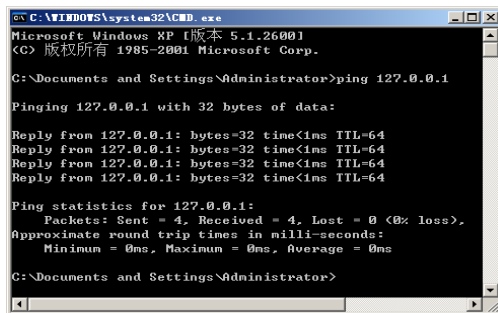 C:\WINDOWS\system32\CMD.exe
Microsoft Windows XP [版本 5.1.2600]
(C) 版权所有 1985-2001 Microsoft Corp.
C:\Documents and Settings\Administrator>ping 127.0.0.1
Pinging 127.0.0.1 with 32 bytes of data:
Reply from 127.0.0.1: bytes=32 time<1ms TTL=64
Reply from 127.0.0.1: bytes=32 time<1ms TTL=64
Reply from 127.0.0.1: bytes=32 time<1ms TTL=64
Reply from 127.0.0.1: bytes=32 time<1ms TTL=64
Ping statistics for 127.0.0.1:
Packets: Sent = 4, Received = 4, Lost = 0 (0% loss),
Approximate round trip times in milli-seconds:
Minimum = 0ms, Maximum = 0ms, Average = 0ms
C:\Documents and Settings\Administrator>